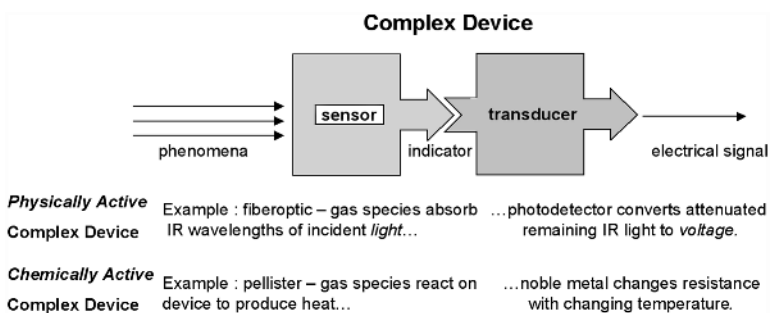 Complex Device
sensor
transducer
phenomena
indicator
electrical signal
Physically Active
Complex Device
Example : fiberoptic – gas species absorb
IR wavelengths of incident light…
…photodetector converts attenuated
remaining IR light to voltage.
Chemically Active
Complex Device
Example : pellister – gas species react on
device to produce heat…
…noble metal changes resistance
with changing temperature.